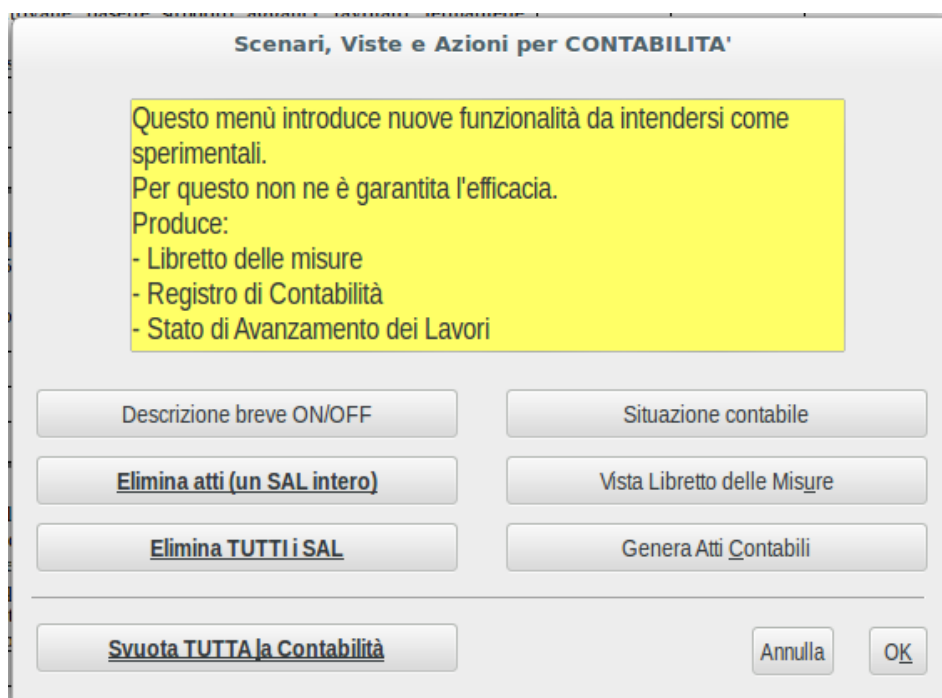 Scenari, Viste e Azioni per CONTABILITA'
Questo menù introduce nuove funzionalità da intendersi come
sperimentali.
Per questo non ne è garantita l'efficacia.
Produce:
- Libretto delle misure
- Registro di Contabilità
- Stato di Avanzamento dei Lavori
Descrizione breve ON/OFF
Situazione contabile
Elimina atti (un SAL intero)
Vista Libretto delle Misure
Elimina TUTTI i SAL
Genera Atti Contabili
Svuota TUTTA la Contabilità
Annulla
OK